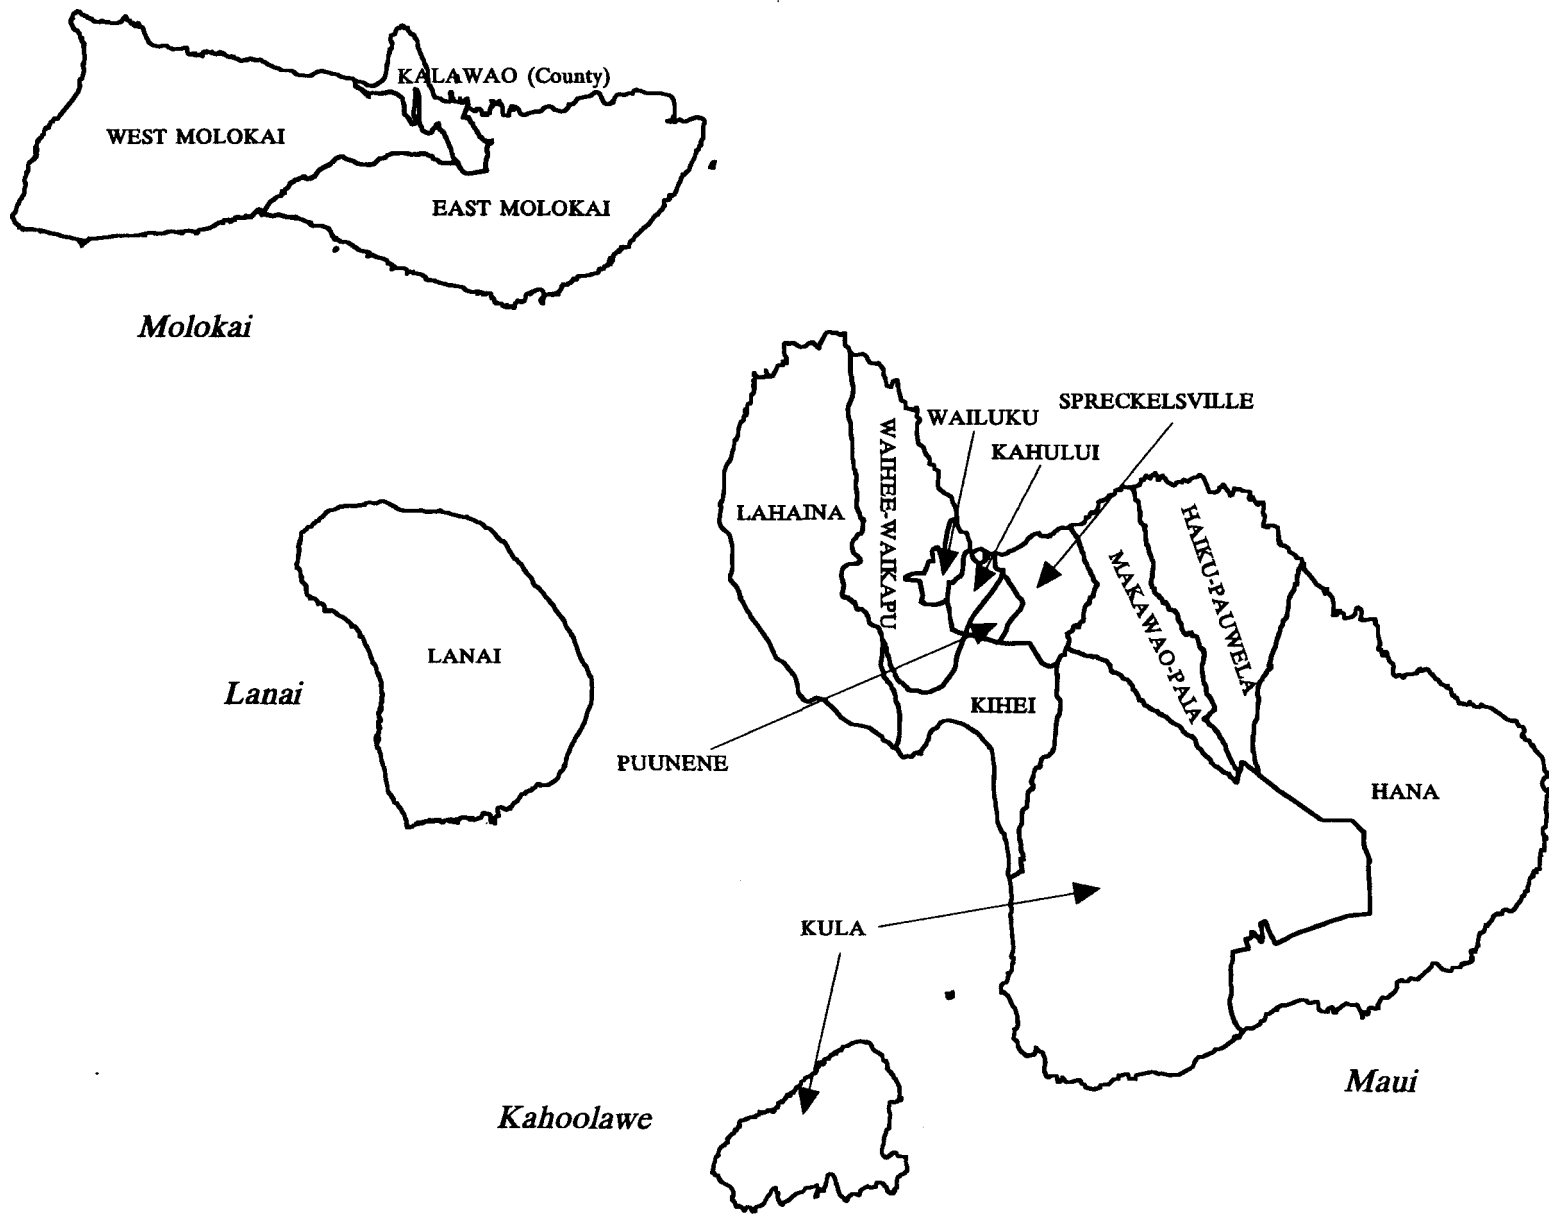 KALAWAO (County)
WEST MOLOKAI
EAST MOLOKAI
Molokai
SPRECKELSVILLE
WAILUKU
KAHULUI
WAIHEE-WAIKAPU
LAHAINA
HAIKU-PAUWELA
MAKAWAO-PAIA
LANAI
Lanai
KIHEI
PUUNENE
HANA
KULA
Maui
Kahoolawe